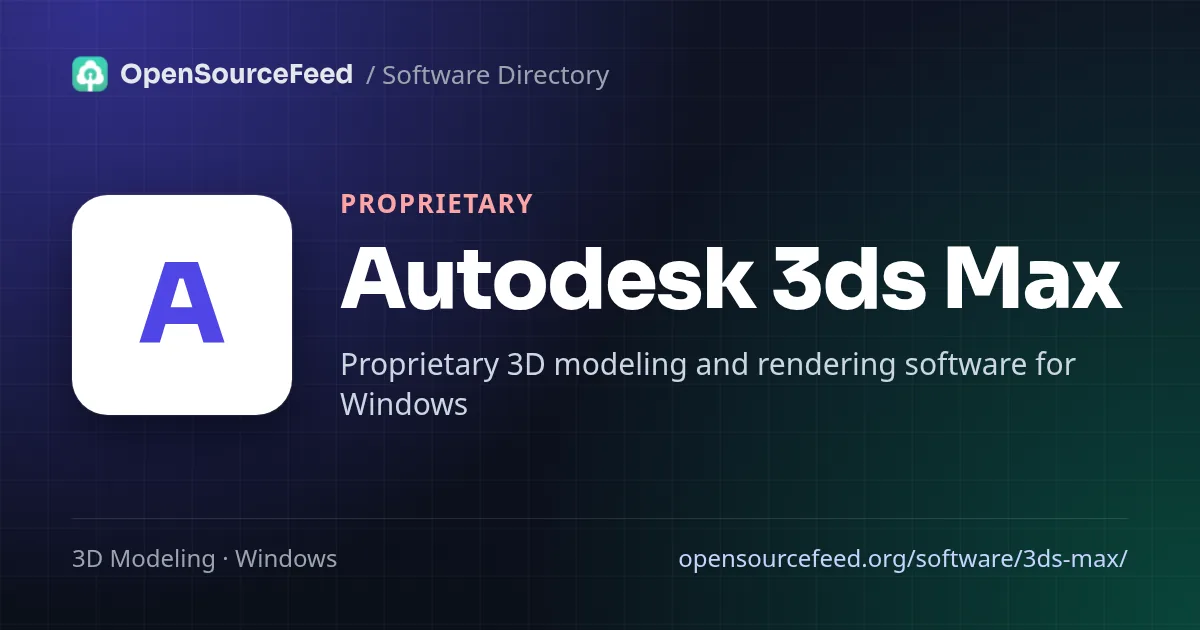 OpenSourceFeed / Software Directory
A
PROPRIETARY
Autodesk 3ds Max
Proprietary 3D modeling and rendering software for
Windows
3D Modeling · Windows
opensourcefeed.org/software/3ds-max/